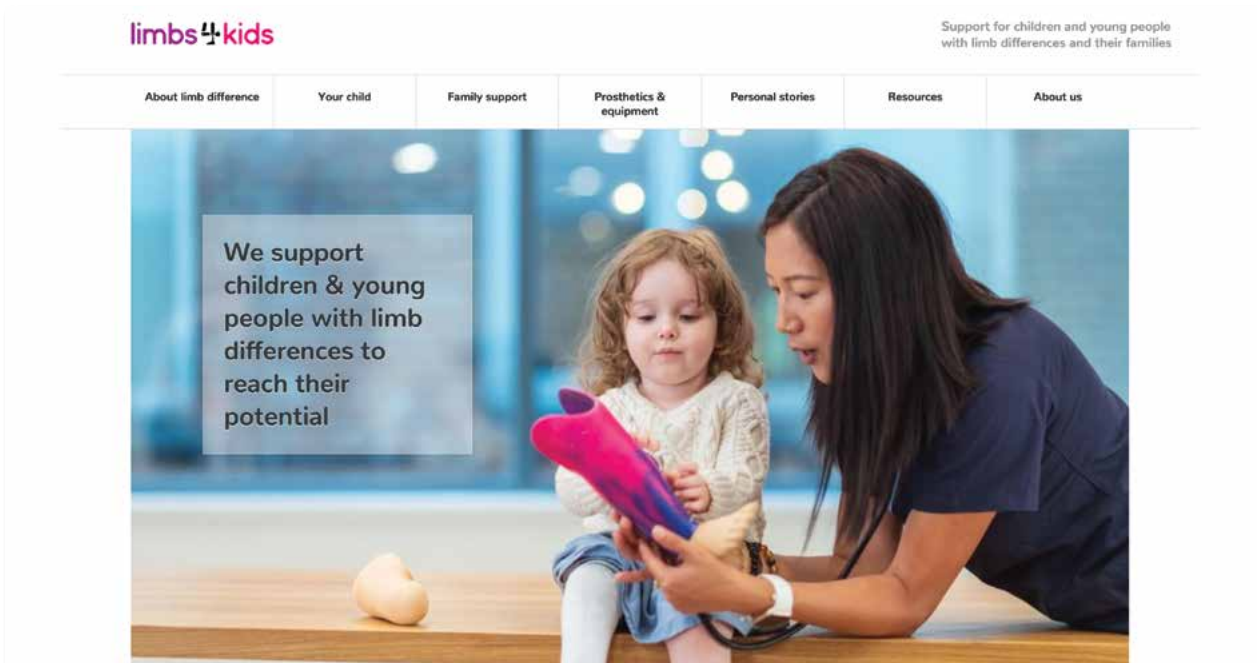 limbs4kids
Support for children and young people
with limb differences and their families
About limb difference
Your child
Family support
Prosthetics &
equipment
Personal stories
Resources
About us
We support
children & young
people with limb
differences to
reach their
potential